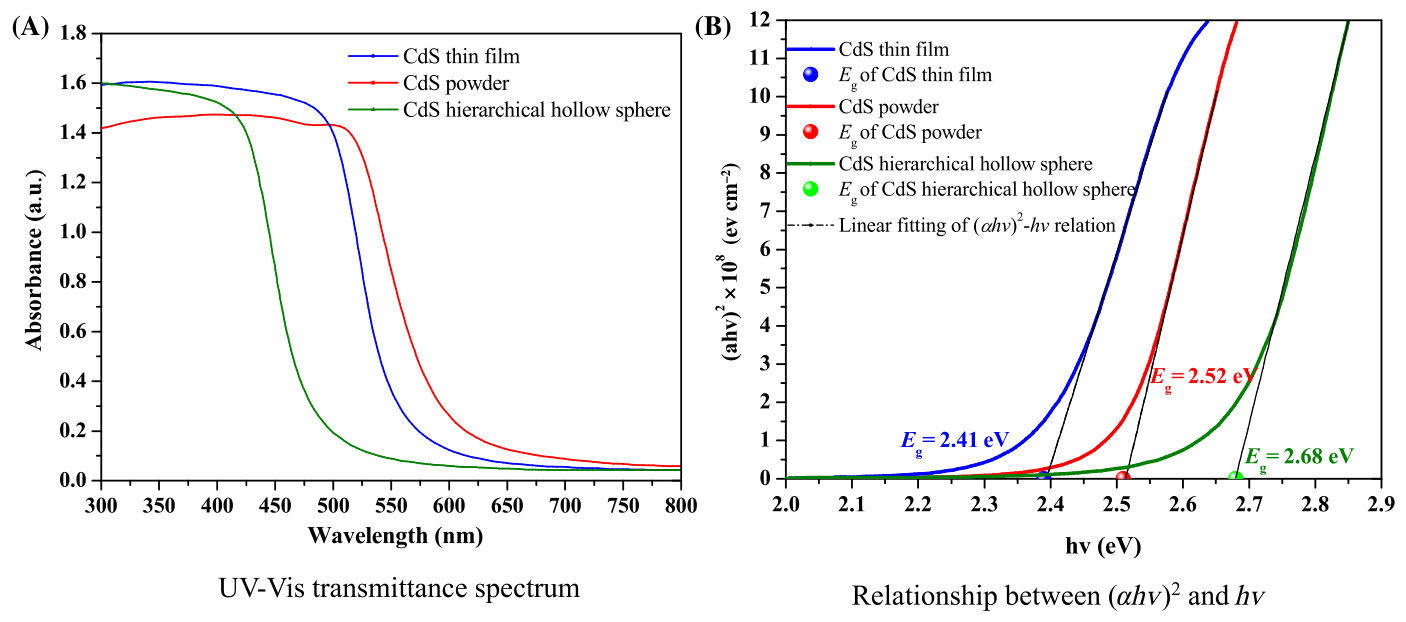 (A)
1.8
1.6
1.4
1.2
1.0
0.8
0.6
0.4
0.2
0.0
Absorbance (a.u.)
CdS thin film
CdS powder
CdS hierarchical hollow sphere
300 350 400 450 500 550 600 650 700 750 800
Wavelength (nm)
UV-Vis transmittance spectrum
(B)
12
11
10
9
8
7
6
5
4
3
2
1
0
(ahv)² × 10⁸ (ev cm⁻²)
CdS thin film
E_g of CdS thin film
CdS powder
E_g of CdS powder
CdS hierarchical hollow sphere
E_g of CdS hierarchical hollow sphere
Linear fitting of (αhv)²-hv relation
E_g = 2.52 eV
E_g = 2.41 eV
E_g = 2.68 eV
2.0 2.1 2.2 2.3 2.4 2.5 2.6 2.7 2.8 2.9
hv (eV)
Relationship between (αhv)² and hv